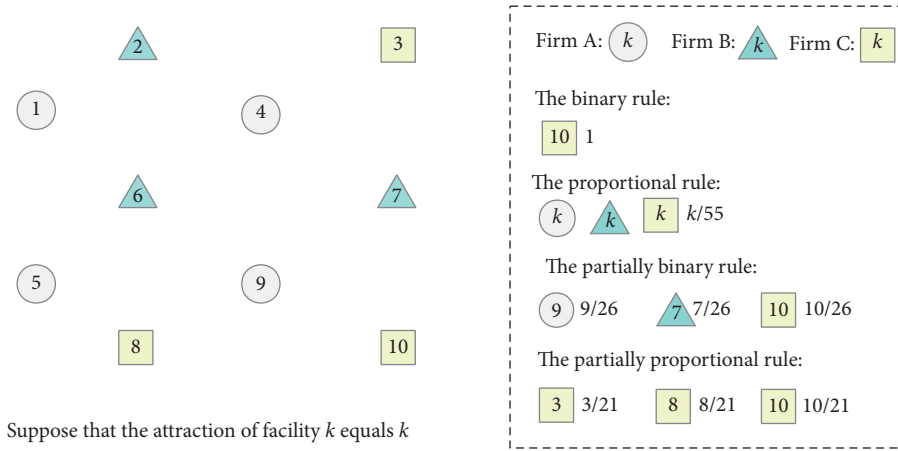 2 3
1 4
6 7
5 9
8 10
Suppose that the attraction of facility k equals k
Firm A: k Firm B: k Firm C: k
The binary rule:
10 1
The proportional rule:
k k k k/55
The partially binary rule:
9 9/26 7 7/26 10 10/26
The partially proportional rule:
3 3/21 8 8/21 10 10/21